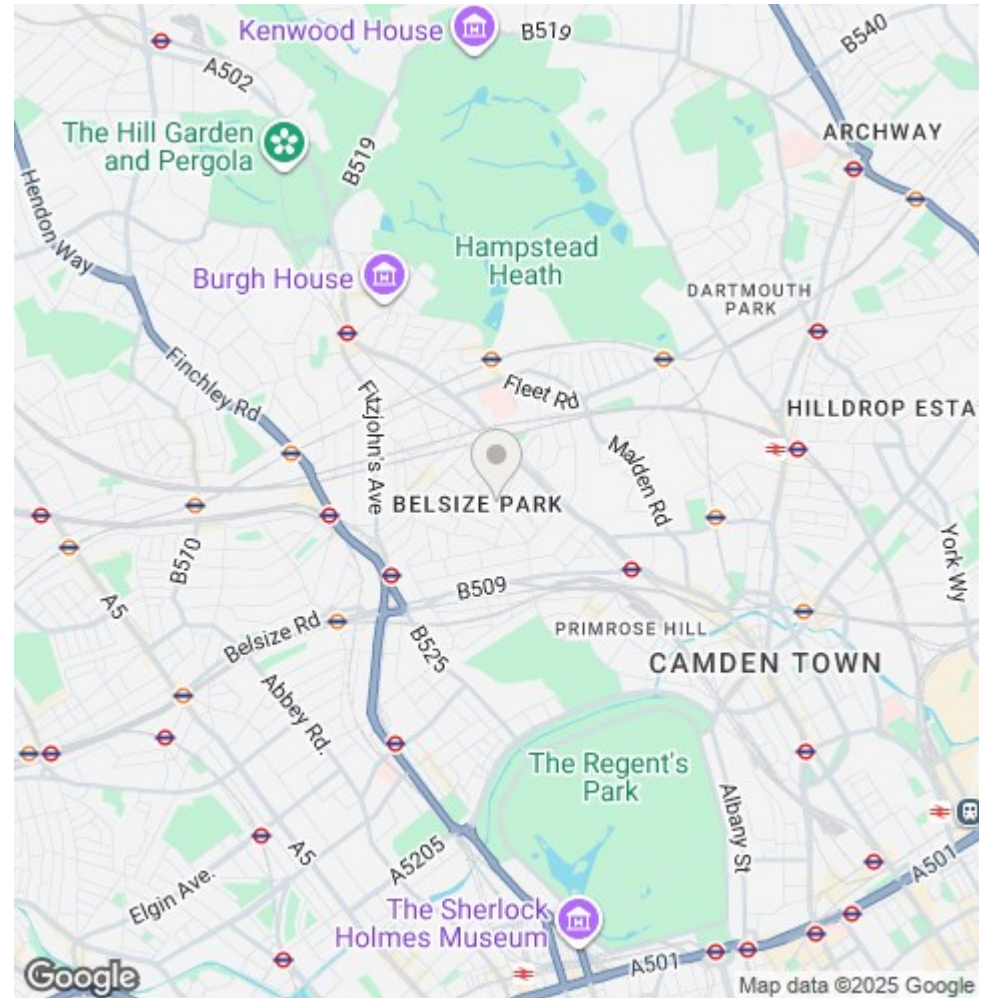 Kenwood House
B519
B540
A502
The Hill Garden
and Pergola
B519
ARCHWAY
Hendon Way
Hampstead
Heath
Burgh House
DARTMOUTH
PARK
Finchley Rd
Fitzjohn's Ave
Fleet Rd
HILLDROP ESTA
Malden Rd
BELSIZE PARK
York Wy
B570
A5
B509
Belsize Rd
B525
PRIMROSE HILL
CAMDEN TOWN
Abbey Rd.
The Regent's
Park
Albany St
A5
A5205
Elgin Ave.
A501
The Sherlock
Holmes Museum
A501
Google
Map data ©2025 Google